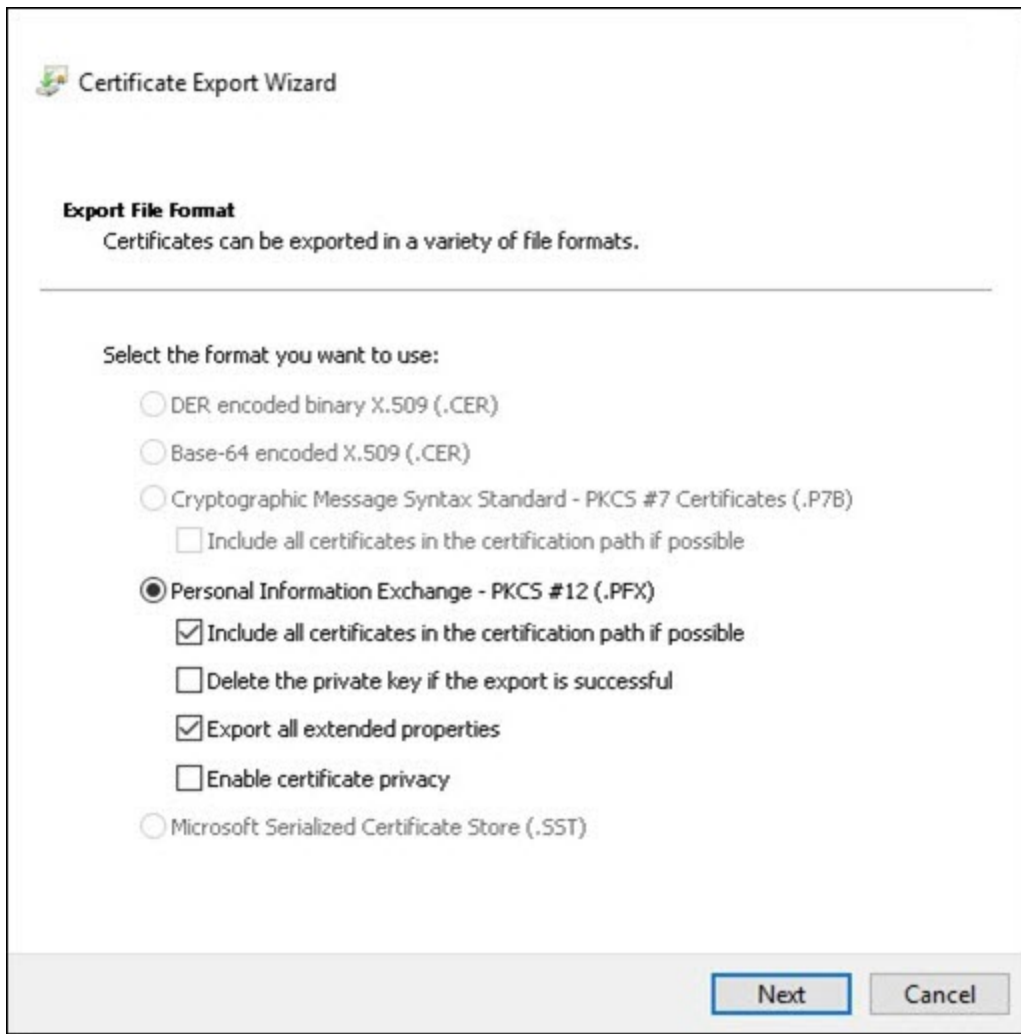 Certificate Export Wizard
Export File Format
Certificates can be exported in a variety of file formats.
Select the format you want to use:
DER encoded binary X.509 (.CER)
Base-64 encoded X.509 (.CER)
Cryptographic Message Syntax Standard - PKCS #7 Certificates (.P7B)
Include all certificates in the certification path if possible
Personal Information Exchange - PKCS #12 (.PFX)
Include all certificates in the certification path if possible
Delete the private key if the export is successful
Export all extended properties
Enable certificate privacy
Microsoft Serialized Certificate Store (.SST)
Next Cancel